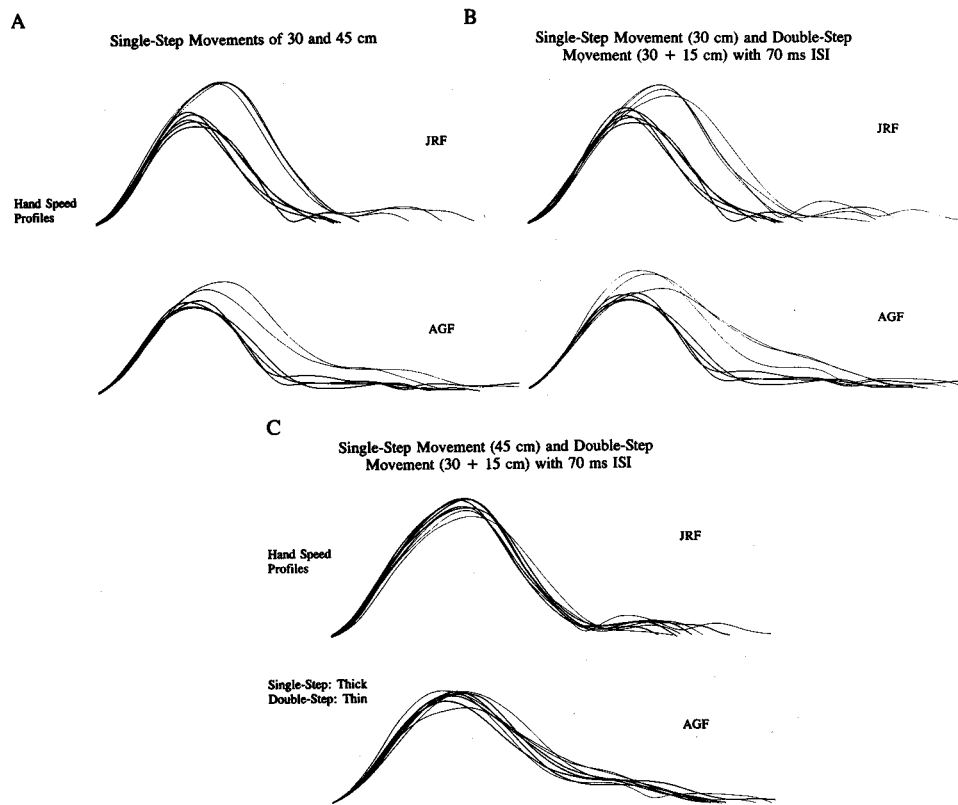 A
Single-Step Movements of 30 and 45 cm
JRF
Hand Speed
Profiles
AGF
B
Single-Step Movement (30 cm) and Double-Step
Movement (30 + 15 cm) with 70 ms ISI
JRF
AGF
C
Single-Step Movement (45 cm) and Double-Step
Movement (30 + 15 cm) with 70 ms ISI
JRF
Hand Speed
Profiles
Single-Step: Thick
Double-Step: Thin
AGF